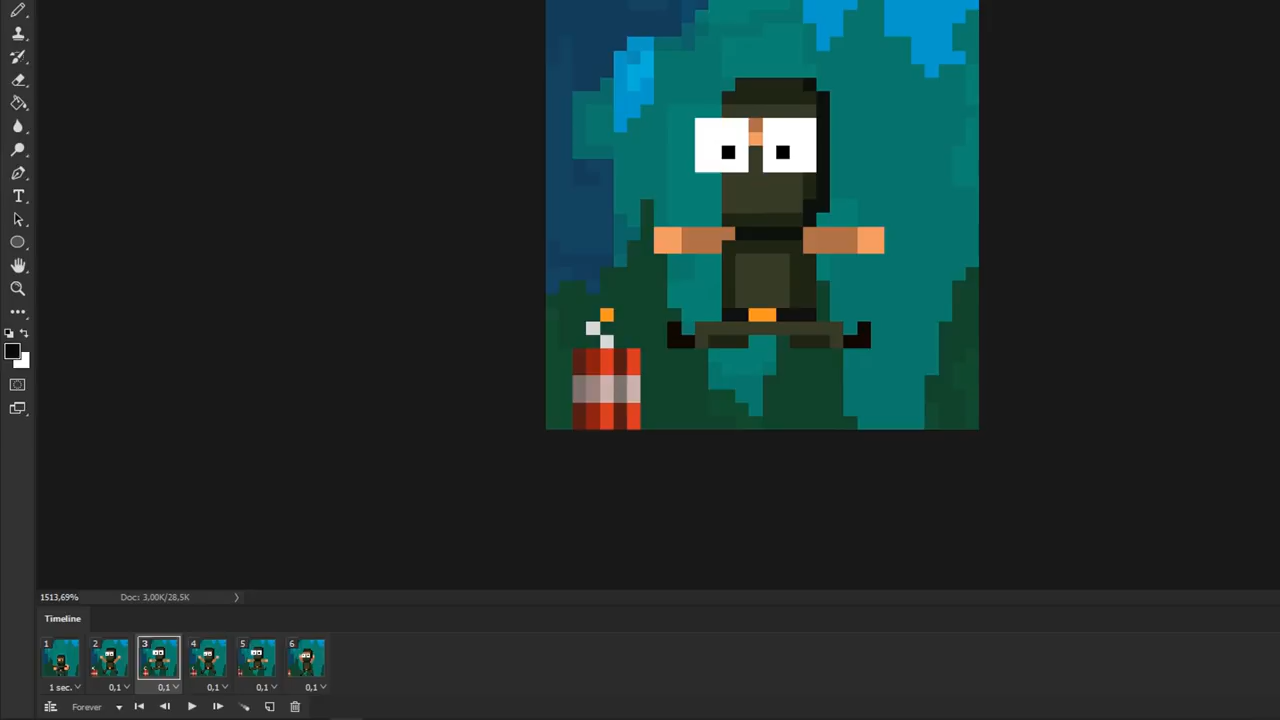 T
1513,69% Doc: 3,00K/28,5K
Timeline
1 2 3 4 5 6
1 sec. 0,1 0,1 0,1 0,1 0,1
Forever